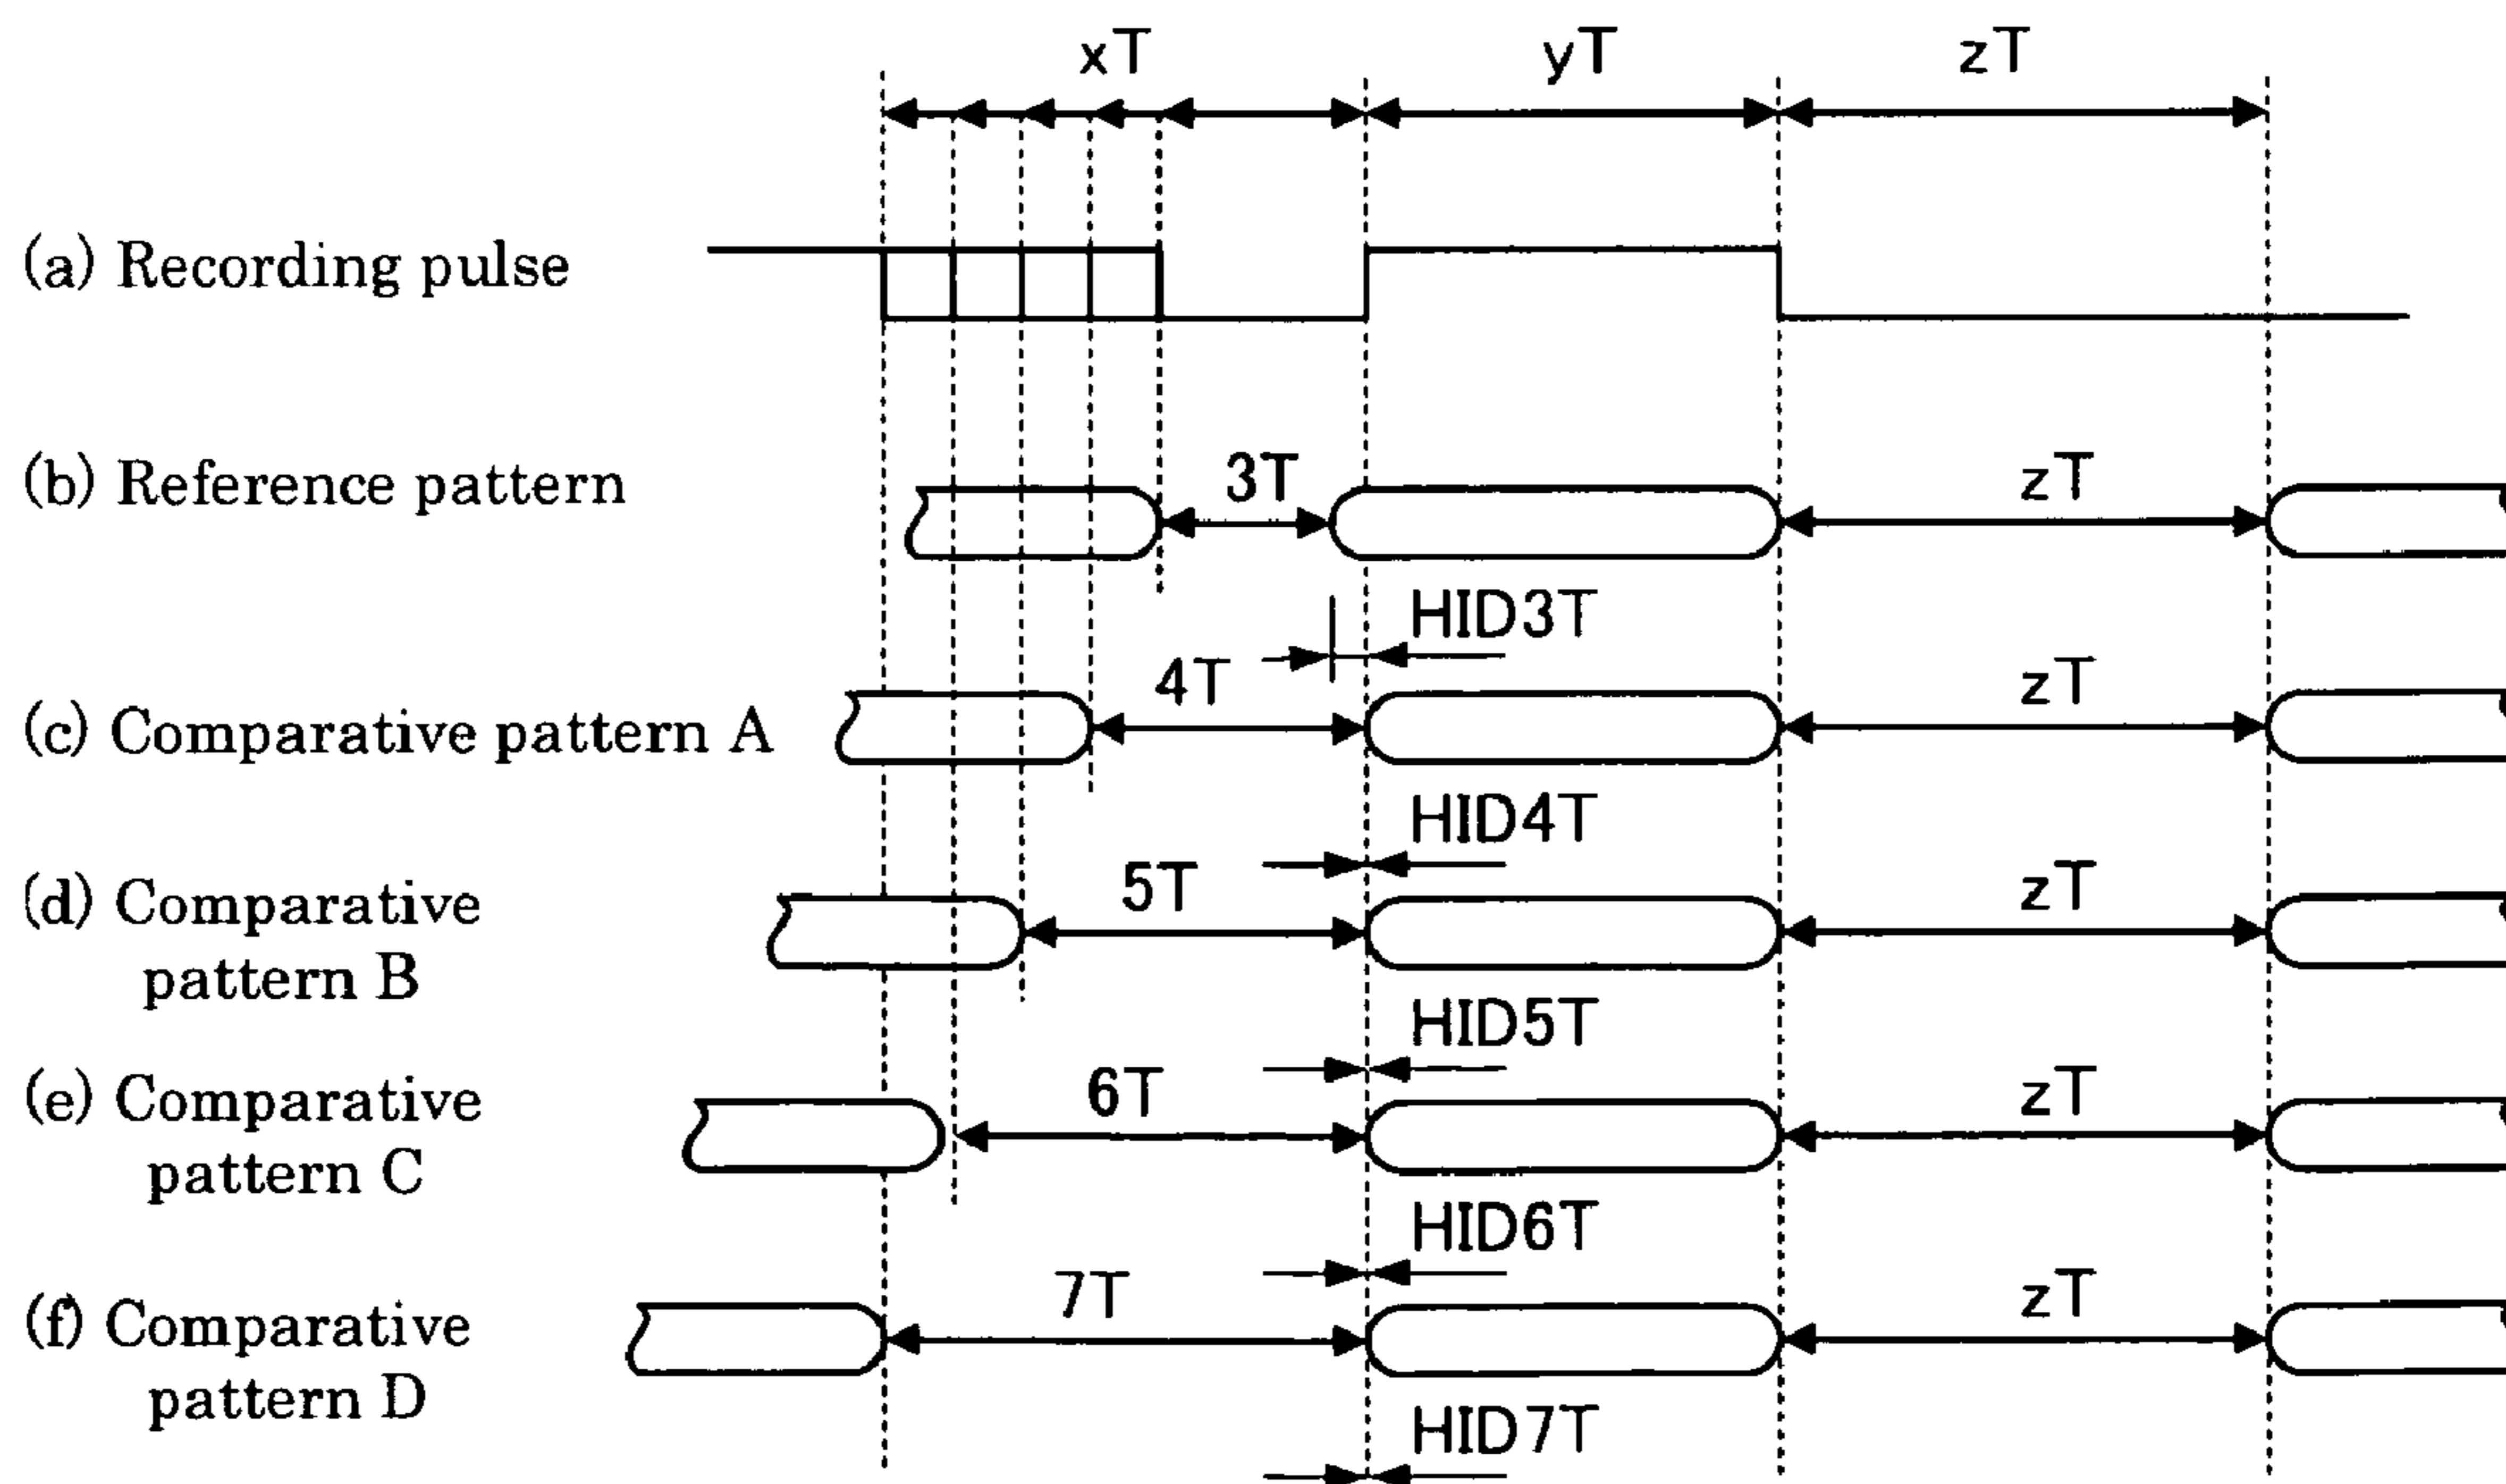 xT yT zT
(a) Recording pulse
(b) Reference pattern
3T zT
HID3T
4T zT
(c) Comparative pattern A
HID4T
5T zT
(d) Comparative
pattern B
HID5T
6T zT
(e) Comparative
pattern C
HID6T
7T zT
(f) Comparative
pattern D
HID7T